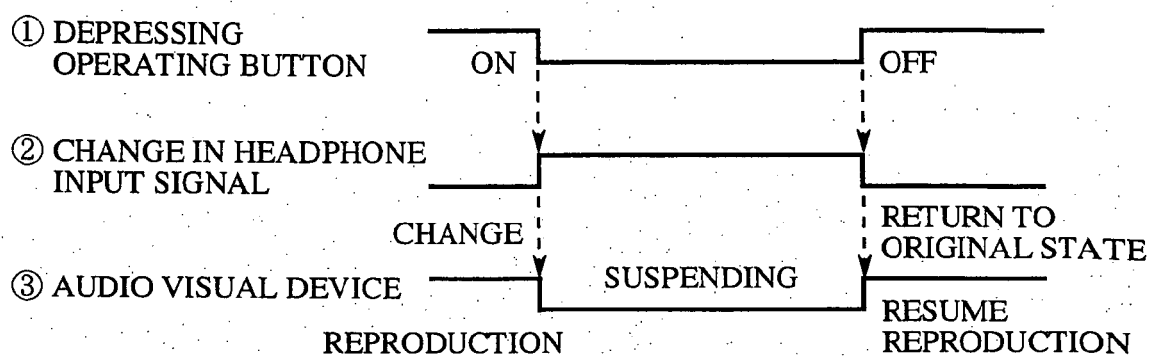 ① DEPRESSING
OPERATING BUTTON
ON
OFF
② CHANGE IN HEADPHONE
INPUT SIGNAL
CHANGE
RETURN TO
ORIGINAL STATE
③ AUDIO VISUAL DEVICE
SUSPENDING
REPRODUCTION
RESUME
REPRODUCTION